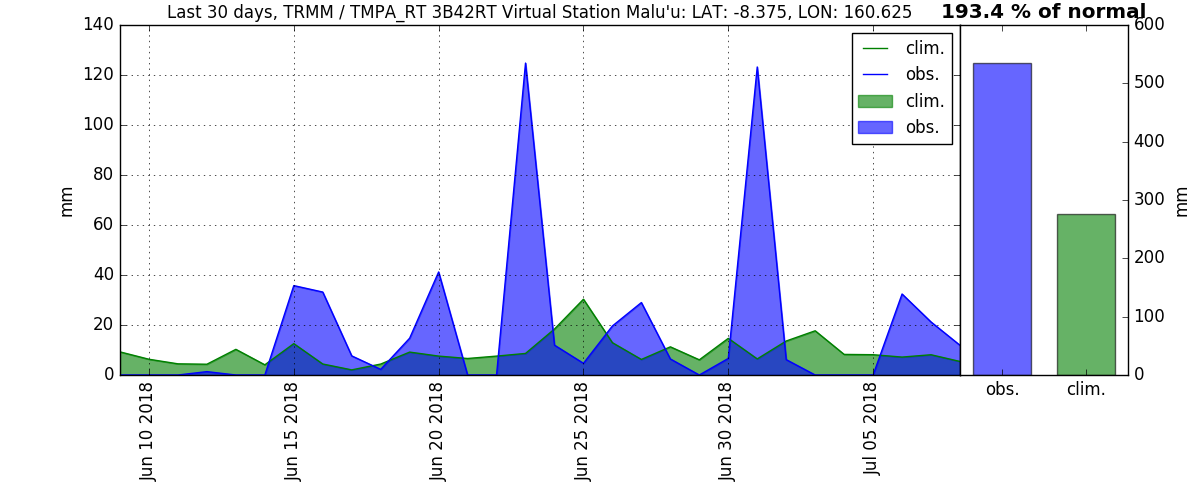 Last 30 days, TRMM / TMPA_RT 3B42RT Virtual Station Malu'u: LAT: -8.375, LON: 160.625
193.4 % of normal
140
120
100
80
60
40
20
0
mm
clim.
obs.
clim.
obs.
Jun 10 2018
Jun 15 2018
Jun 20 2018
Jun 25 2018
Jun 30 2018
Jul 05 2018
600
500
400
300
200
100
0
mm
obs.
clim.